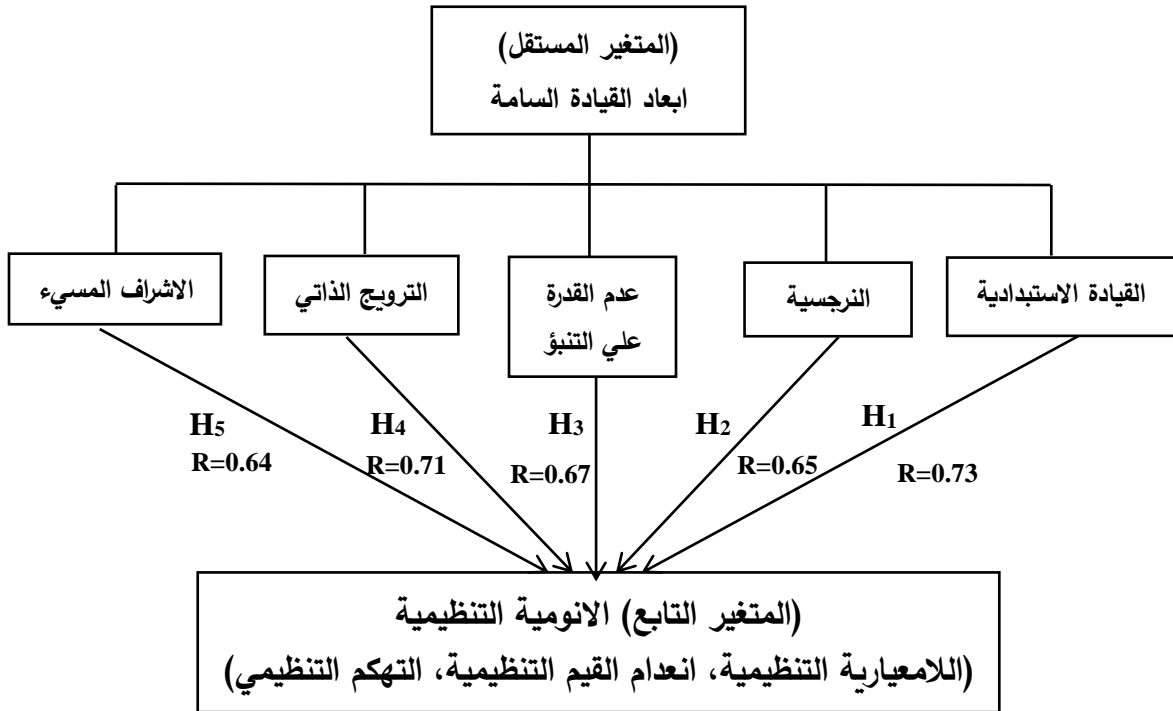 (المتغير المستقل)
ابعاد القيادة السامة
القيادة الاستبدادية
النرجسية
عدم القدرة
علي التنبؤ
الترويج الذاتي
الاشراف المسيء
H1
R=0.73
H2
R=0.65
H3
R=0.67
H4
R=0.71
H5
R=0.64
(المتغير التابع) الانومية التنظيمية
(اللامعيارية التنظيمية، انعدام القيم التنظيمية، التهكم التنظيمي)